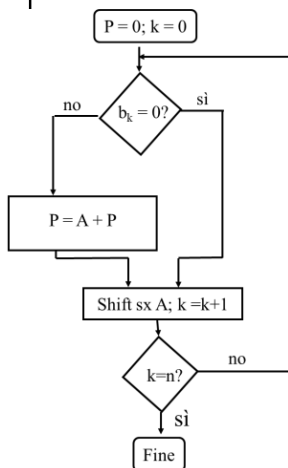 P = 0; k = 0
b_k = 0?
no
sì
P = A + P
Shift sx A; k =k+1
k=n?
no
sì
Fine